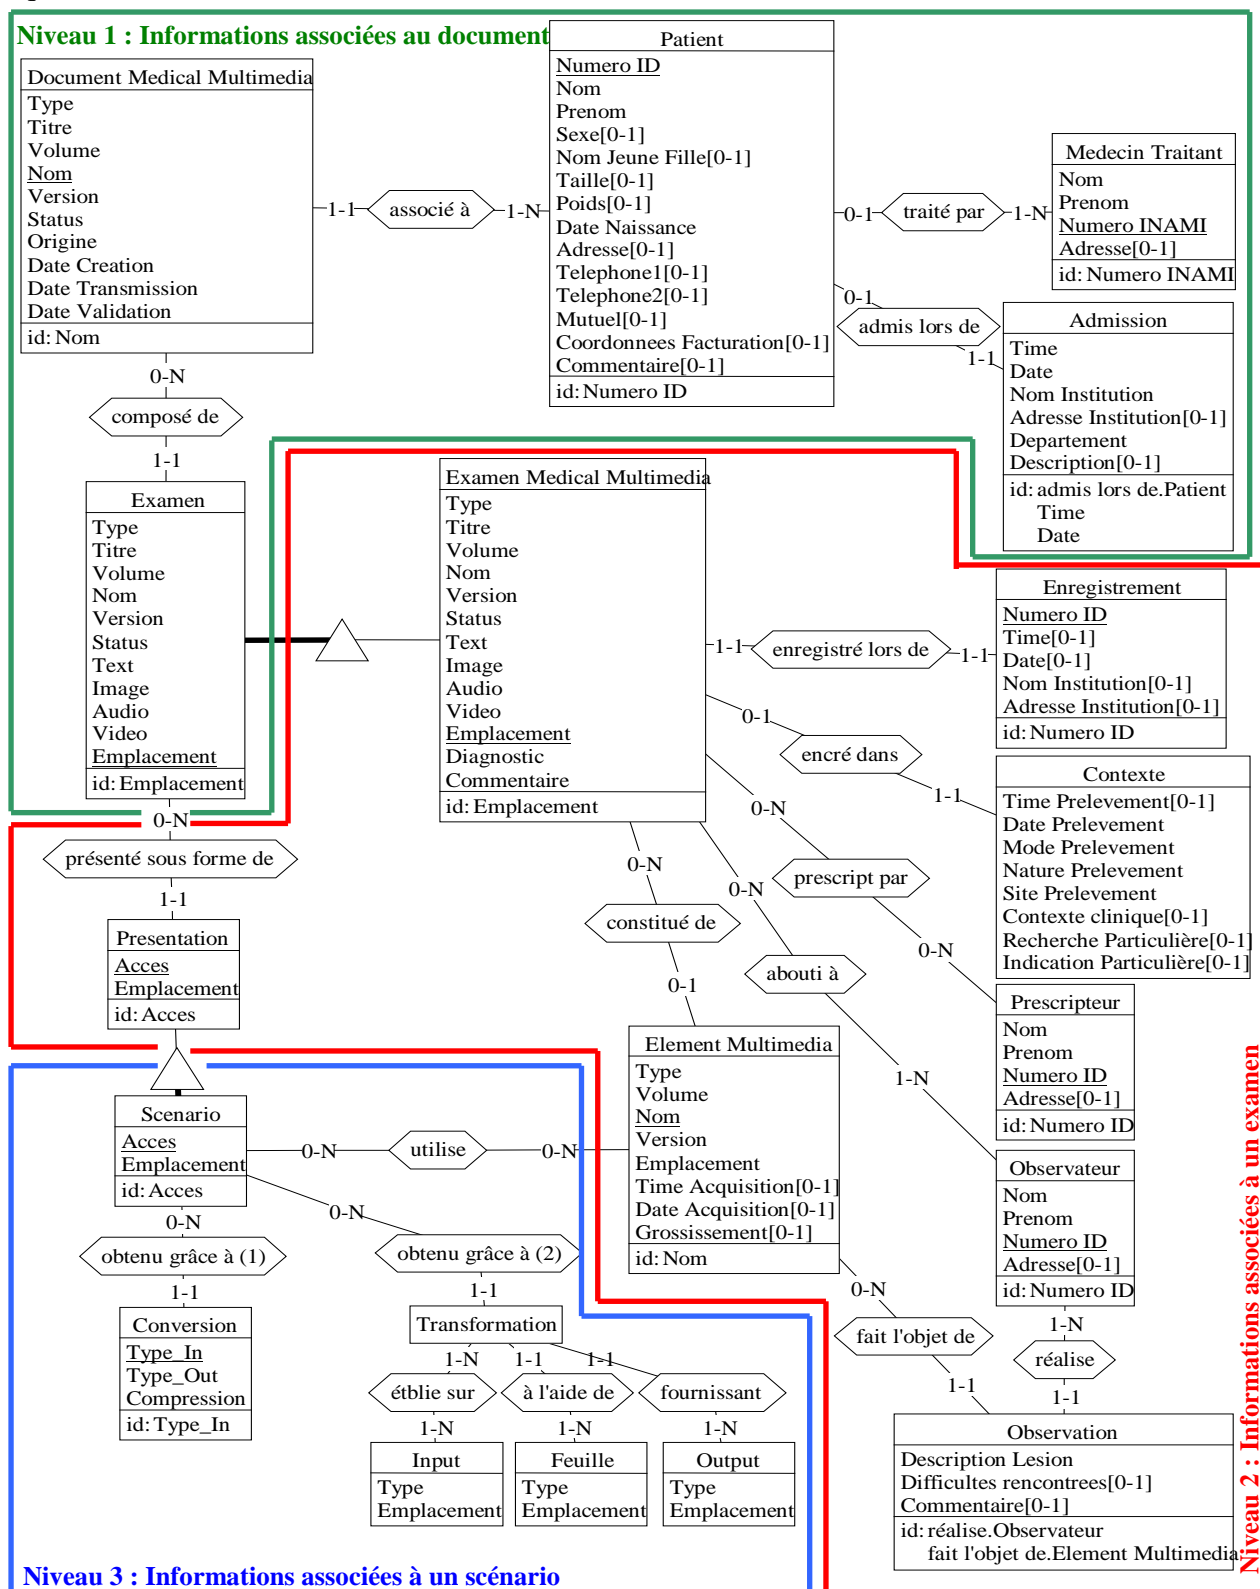 Niveau 1 : Informations associées au document
Document Medical Multimedia
Type
Titre
Volume
Nom
Version
Status
Origine
Date Creation
Date Transmission
Date Validation
id: Nom
1-1
associé à
1-N
Patient
Numero ID
Nom
Prenom
Sexe[0-1]
Nom Jeune Fille[0-1]
Taille[0-1]
Poids[0-1]
Date Naissance
Adresse[0-1]
Telephone1[0-1]
Telephone2[0-1]
Mutuel[0-1]
Coordonnees Facturation[0-1]
Commentaire[0-1]
id: Numero ID
0-1
traité par
1-N
Medecin Traitant
Nom
Prenom
Numero INAMI
Adresse[0-1]
id: Numero INAMI
0-1
admis lors de
1-1
Admission
Time
Date
Nom Institution
Adresse Institution[0-1]
Departement
Description[0-1]
id: admis lors de.Patient
Time
Date
0-N
composé de
1-1
Examen
Type
Titre
Volume
Nom
Version
Status
Text
Image
Audio
Video
Emplacement
id: Emplacement
Examen Medical Multimedia
Type
Titre
Volume
Nom
Version
Status
Text
Image
Audio
Video
Emplacement
Diagnostic
Commentaire
id: Emplacement
1-1
enregistré lors de
1-1
Enregistrement
Numero ID
Time[0-1]
Date[0-1]
Nom Institution[0-1]
Adresse Institution[0-1]
id: Numero ID
0-1
encré dans
1-1
Contexte
Time Prelevement[0-1]
Date Prelevement
Mode Prelevement
Nature Prelevement
Site Prelevement
Contexte clinique[0-1]
Recherche Particulière[0-1]
Indication Particulière[0-1]
0-N
prescript par
0-N
Prescripteur
Nom
Prenom
Numero ID
Adresse[0-1]
id: Numero ID
0-N
abouti à
1-N
Observateur
Nom
Prenom
Numero ID
Adresse[0-1]
id: Numero ID
0-N
présenté sous forme de
1-1
Presentation
Acces
Emplacement
id: Acces
0-N
constitué de
0-1
Element Multimedia
Type
Volume
Nom
Version
Emplacement
Time Acquisition[0-1]
Date Acquisition[0-1]
Grossissement[0-1]
id: Nom
Scenario
Acces
Emplacement
id: Acces
0-N
utilise
0-N
0-N
obtenu grâce à (1)
1-1
Conversion
Type_In
Type_Out
Compression
id: Type_In
0-N
obtenu grâce à (2)
1-1
Transformation
1-N
1-1
1-1
étblie sur
à l'aide de
fournissant
1-N
1-N
1-N
Input
Type
Emplacement
Feuille
Type
Emplacement
Output
Type
Emplacement
0-N
fait l'objet de
1-1
1-N
réalise
1-1
Observation
Description Lesion
Difficultes rencontrees[0-1]
Commentaire[0-1]
id: réalise.Observateur
fait l'objet de.Element Multimedia
Niveau 2 : Informations associées à un examen
Niveau 3 : Informations associées à un scénario